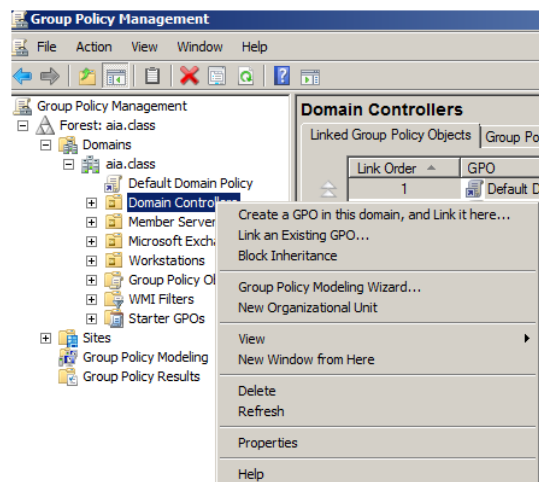 Group Policy Management
File Action View Window Help
Group Policy Management
Forest: aia.class
Domains
aia.class
Default Domain Policy
Domain Controllers
Member Server
Microsoft Exch
Workstations
Group Policy Ob
WMI Filters
Starter GPOs
Sites
Group Policy Modeling
Group Policy Results
Domain Controllers
Linked Group Policy Objects Group Po
Link Order GPO
1 Default D
Create a GPO in this domain, and Link it here...
Link an Existing GPO...
Block Inheritance
Group Policy Modeling Wizard...
New Organizational Unit
View
New Window from Here
Delete
Refresh
Properties
Help